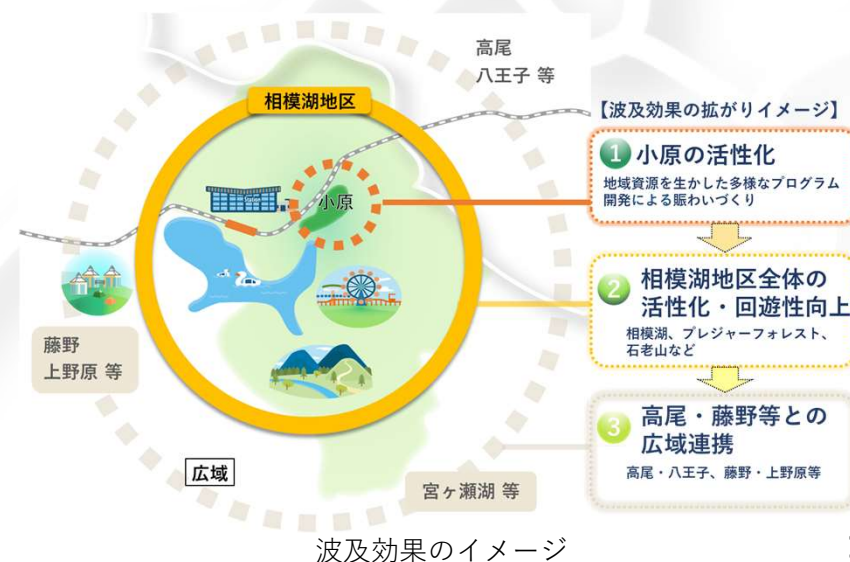 高尾
八王子 等
相模湖地区
【波及効果の拡がりイメージ】
1 小原の活性化
地域資源を生かした多様なプログラム
開発による賑わいづくり
Station
小原
2 相模湖地区全体の
活性化・回遊性向上
相模湖、プレジャーフォレスト、
石老山など
藤野
上野原 等
3 高尾・藤野等との
広域連携
高尾・八王子、藤野・上野原等
広域
宮ヶ瀬湖 等
波及効果のイメージ